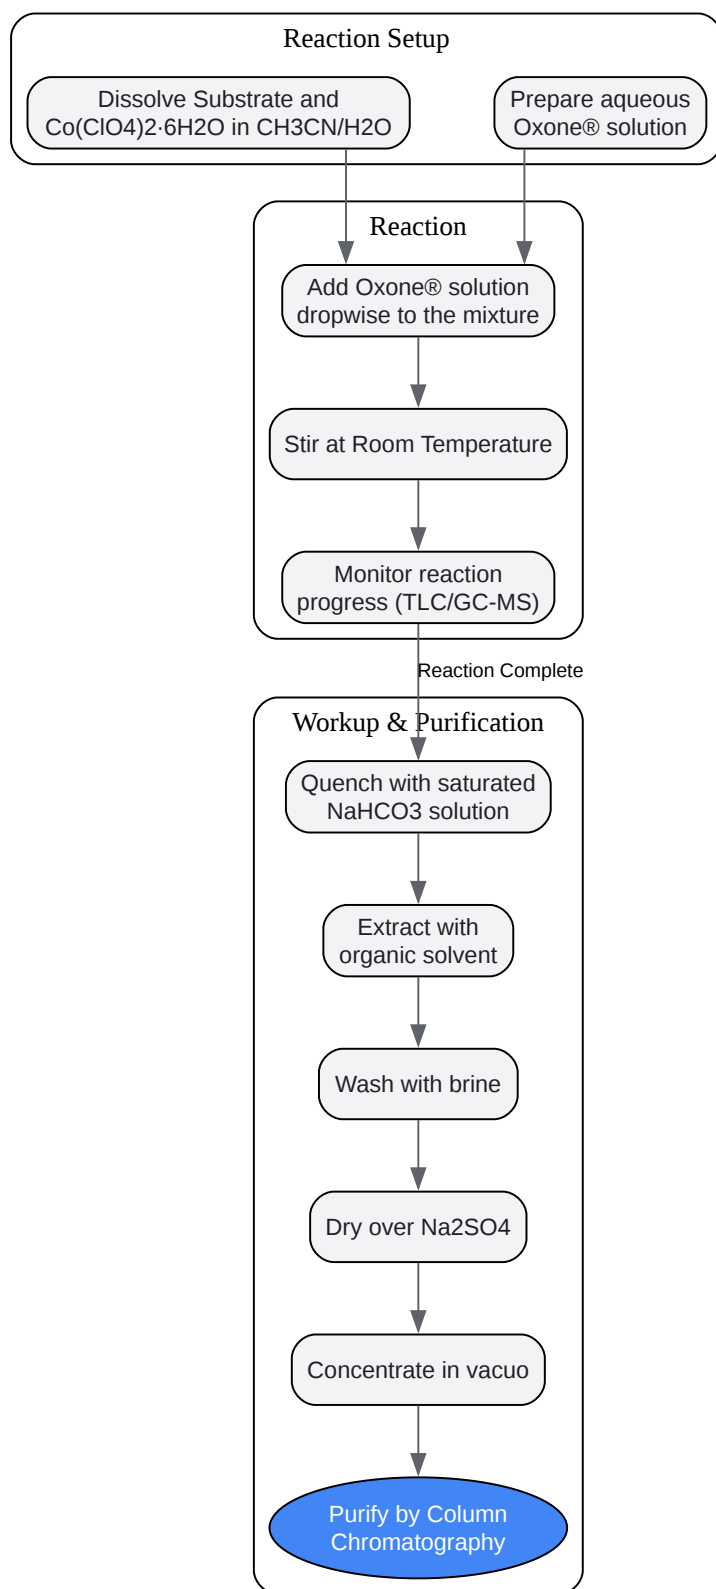 Reaction Setup
Dissolve Substrate and
Co(ClO4)2·6H2O in CH3CN/H2O
Prepare aqueous
Oxone® solution
Reaction
Add Oxone® solution
dropwise to the mixture
Stir at Room Temperature
Monitor reaction
progress (TLC/GC-MS)
Reaction Complete
Workup & Purification
Quench with saturated
NaHCO3 solution
Extract with
organic solvent
Wash with brine
Dry over Na2SO4
Concentrate in vacuo
Purify by Column
Chromatography